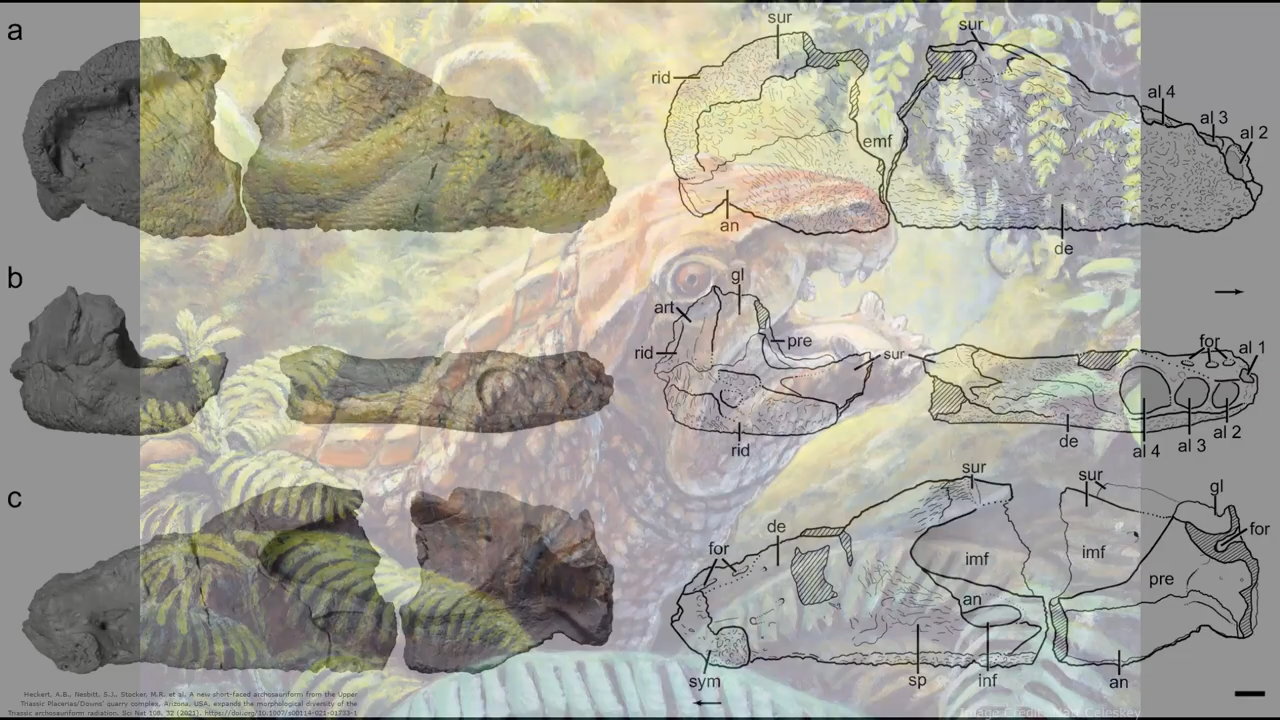 a
sur
sur
rid
al 4
al 3
al 2
emf
an
de
b
gl
art
pre
for
al 1
rid
sur
rid
de
al 4
al 3
al 2
c
sur
sur
gl
de
for
for
imf
imf
pre
an
sym
sp
inf
an
Heckert, A.B., Nesbitt, S.J., Stocker, M.R. et al. A new short-faced archosauriform from the Upper
Triassic Placerias/Downs' quarry complex, Arizona, USA, expands the morphological diversity of the
Triassic archosauriform radiation. Sci Nat 108, 32 (2021). https://doi.org/10.1007/s00114-021-01733-1
Image Credit: Matt Celeskey